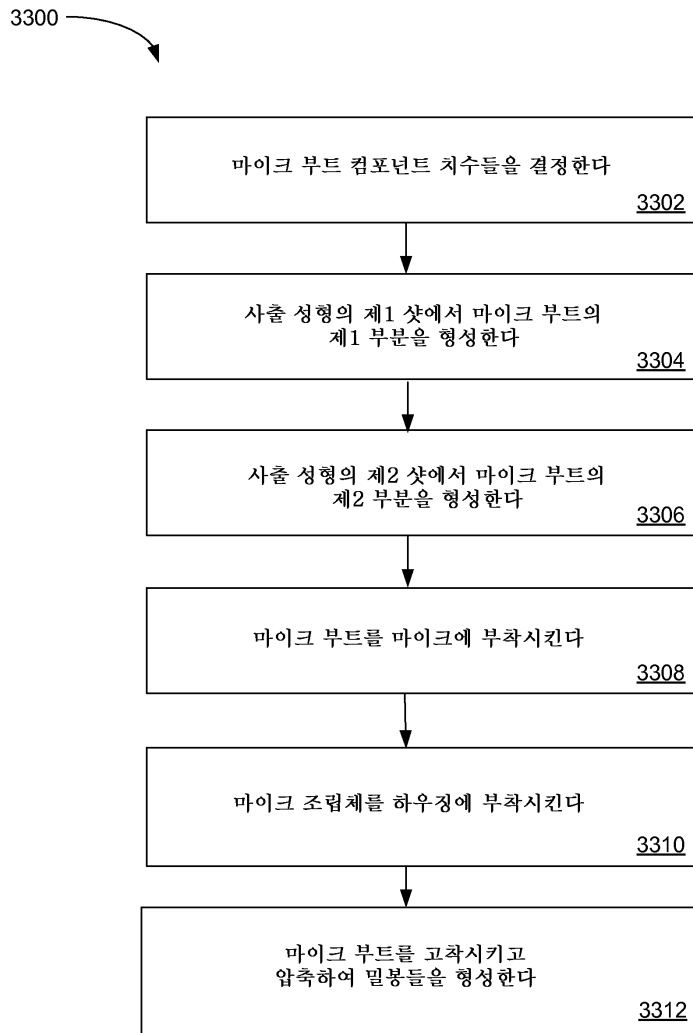 3300
마이크 부트 컴포넌트 치수들을 결정한다
3302
사출 성형의 제1 샷에서 마이크 부트의
제1 부분을 형성한다
3304
사출 성형의 제2 샷에서 마이크 부트의
제2 부분을 형성한다
3306
마이크 부트를 마이크에 부착시킨다
3308
마이크 조립체를 하우징에 부착시킨다
3310
마이크 부트를 고착시키고
압축하여 밀봉들을 형성한다
3312